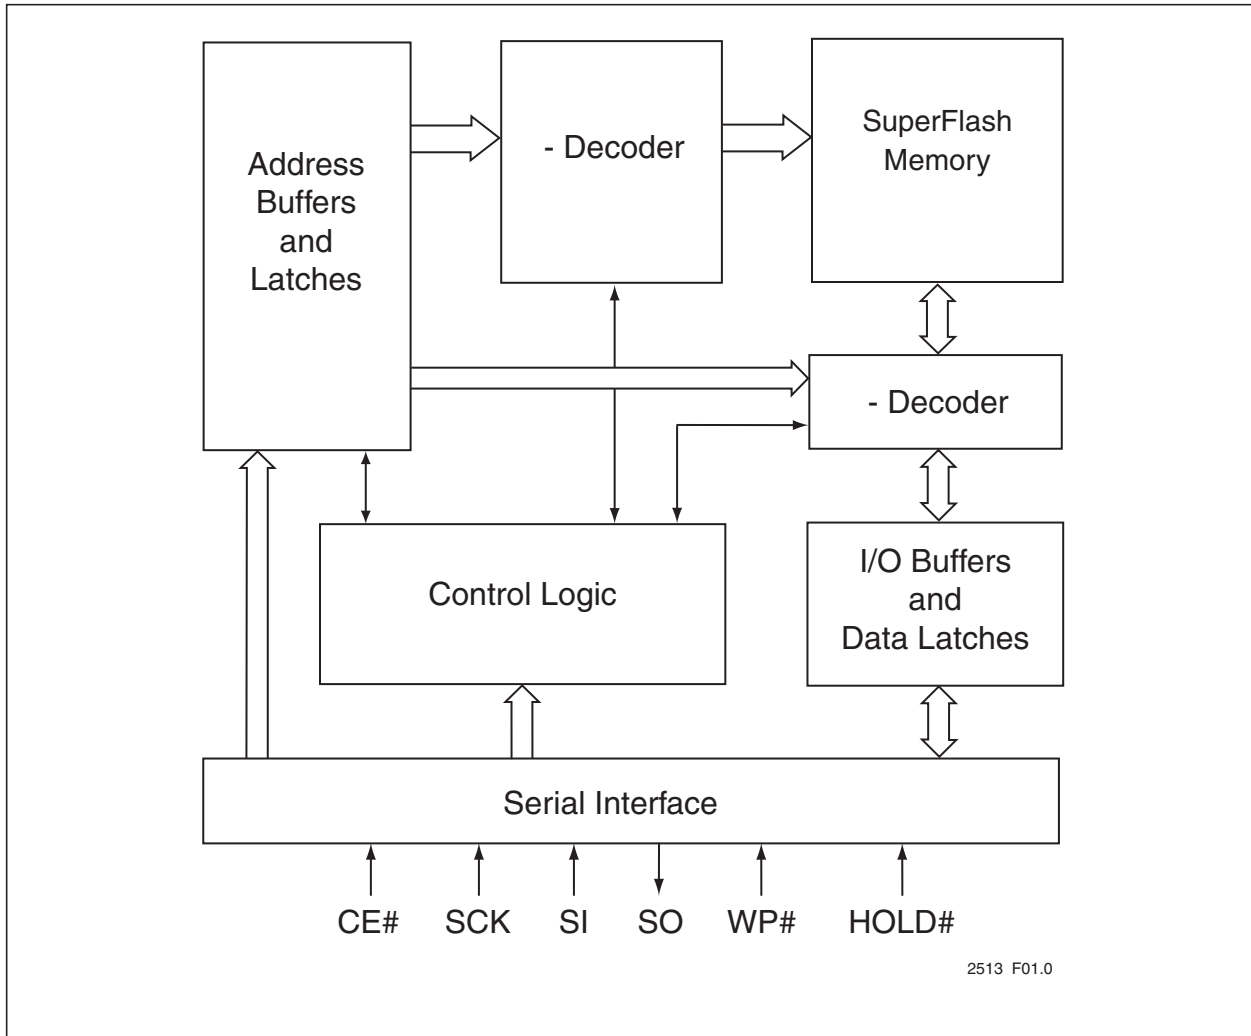 Address
Buffers
and
Latches
- Decoder
SuperFlash
Memory
- Decoder
Control Logic
I/O Buffers
and
Data Latches
Serial Interface
CE# SCK SI SO WP# HOLD#
2513 F01.0